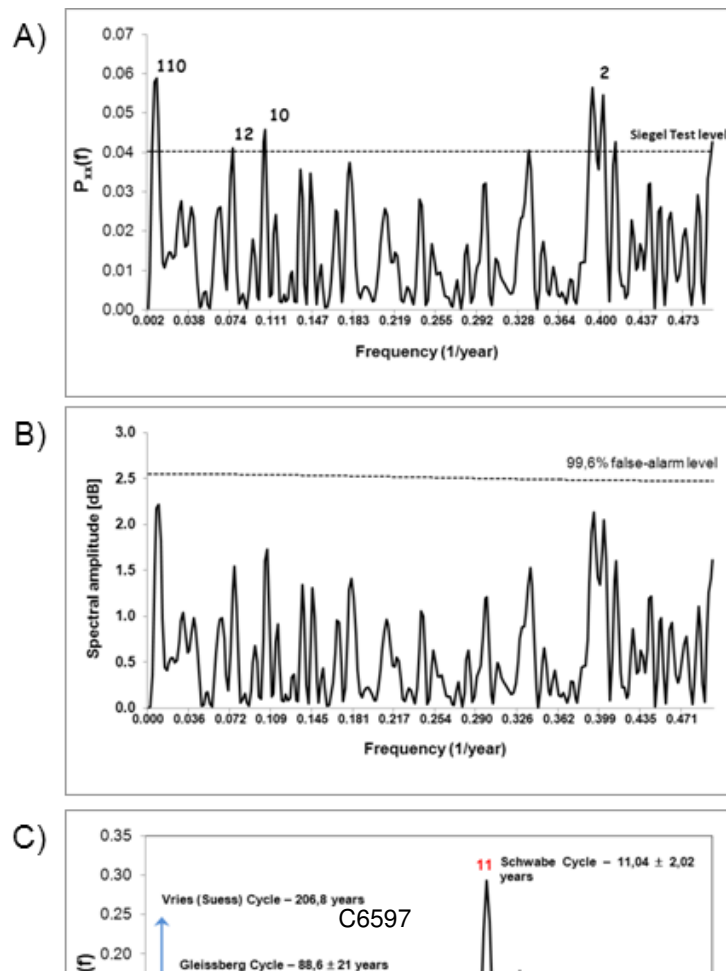 A)
0.07
0.06
0.05
0.04
0.03
0.02
0.01
0.00
P_xx(f)
110
12
10
2
Siegel Test level
0.002 0.038 0.074 0.111 0.147 0.183 0.219 0.255 0.292 0.328 0.364 0.400 0.437 0.473
Frequency (1/year)
B)
3.0
2.5
2.0
1.5
1.0
0.5
0.0
Spectral amplitude [dB]
99,6% false-alarm level
0.000 0.036 0.072 0.109 0.145 0.181 0.217 0.254 0.290 0.326 0.362 0.399 0.435 0.471
Frequency (1/year)
C)
0.35
0.30
0.25
0.20
(f)
11 Schwabe Cycle – 11,04 ± 2,02
years
Vries (Suess) Cycle – 206,8 years
C6597
Gleissberg Cycle – 88,6 ± 21 years